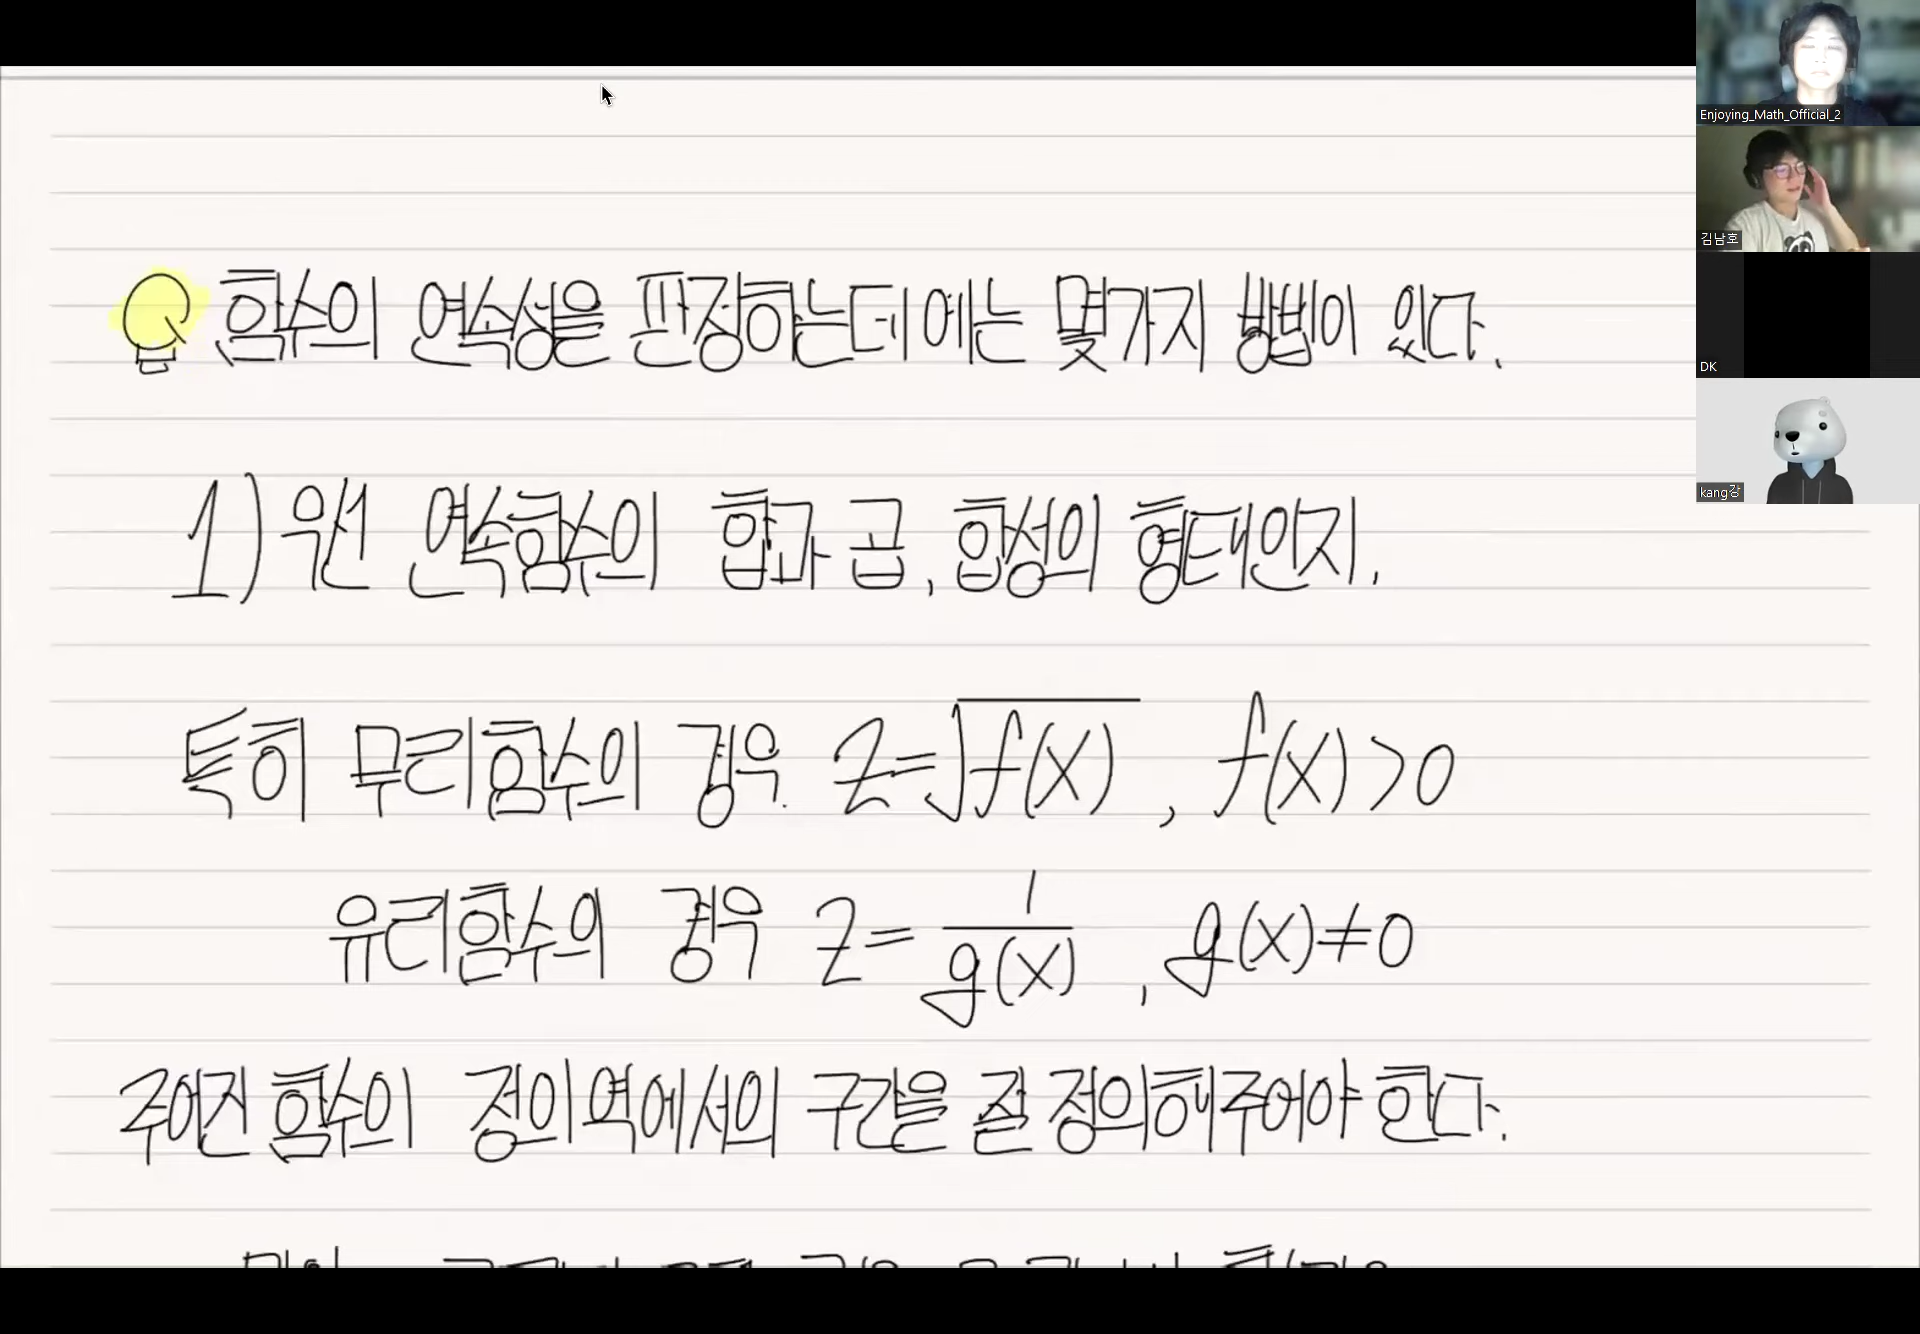 함수의 연속성을 판정하는데에는 몇가지 방법이 있다.
1) 우선 연속함수의 합과 곱, 합성의 형태인지.
특히 무리함수의 경우. Z=√f(X) , f(X)>0
유리함수의 경우 Z= 1/g(X) , g(X)≠0
주어진 함수의 정의역에서의 구간을 잘 정의해주어야 한다.
Enjoying_Math_Official_2
김남호
DK
kang강